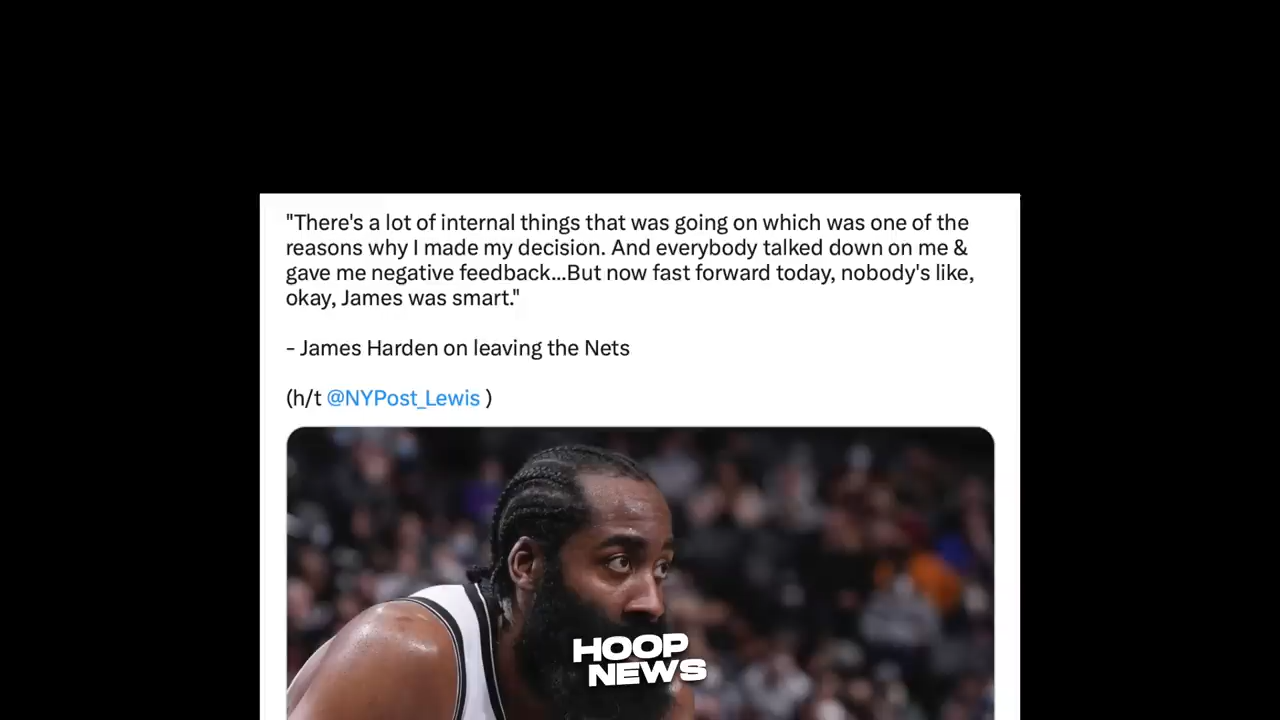 "There's a lot of internal things that was going on which was one of the
reasons why I made my decision. And everybody talked down on me &
gave me negative feedback...But now fast forward today, nobody's like,
okay, James was smart."
- James Harden on leaving the Nets
(h/t @NYPost_Lewis )
HOOP
NEWS